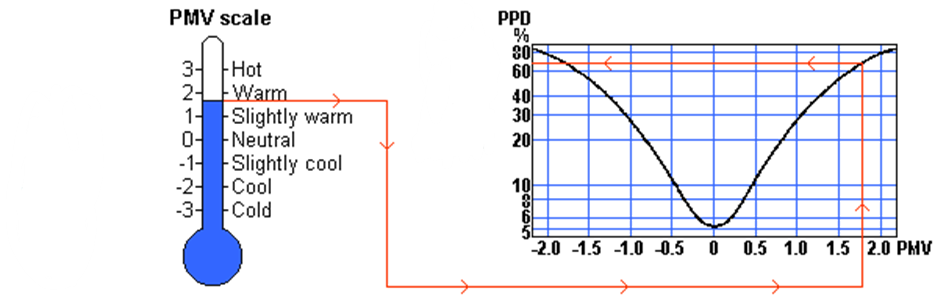 PMV scale
3 Hot
2 Warm
1 Slightly warm
0 Neutral
-1 Slightly cool
-2 Cool
-3 Cold
PPD
%
80
60
40
30
20
10
8
6
5
-2.0 -1.5 -1.0 -0.5 0 0.5 1.0 1.5 2.0 PMV